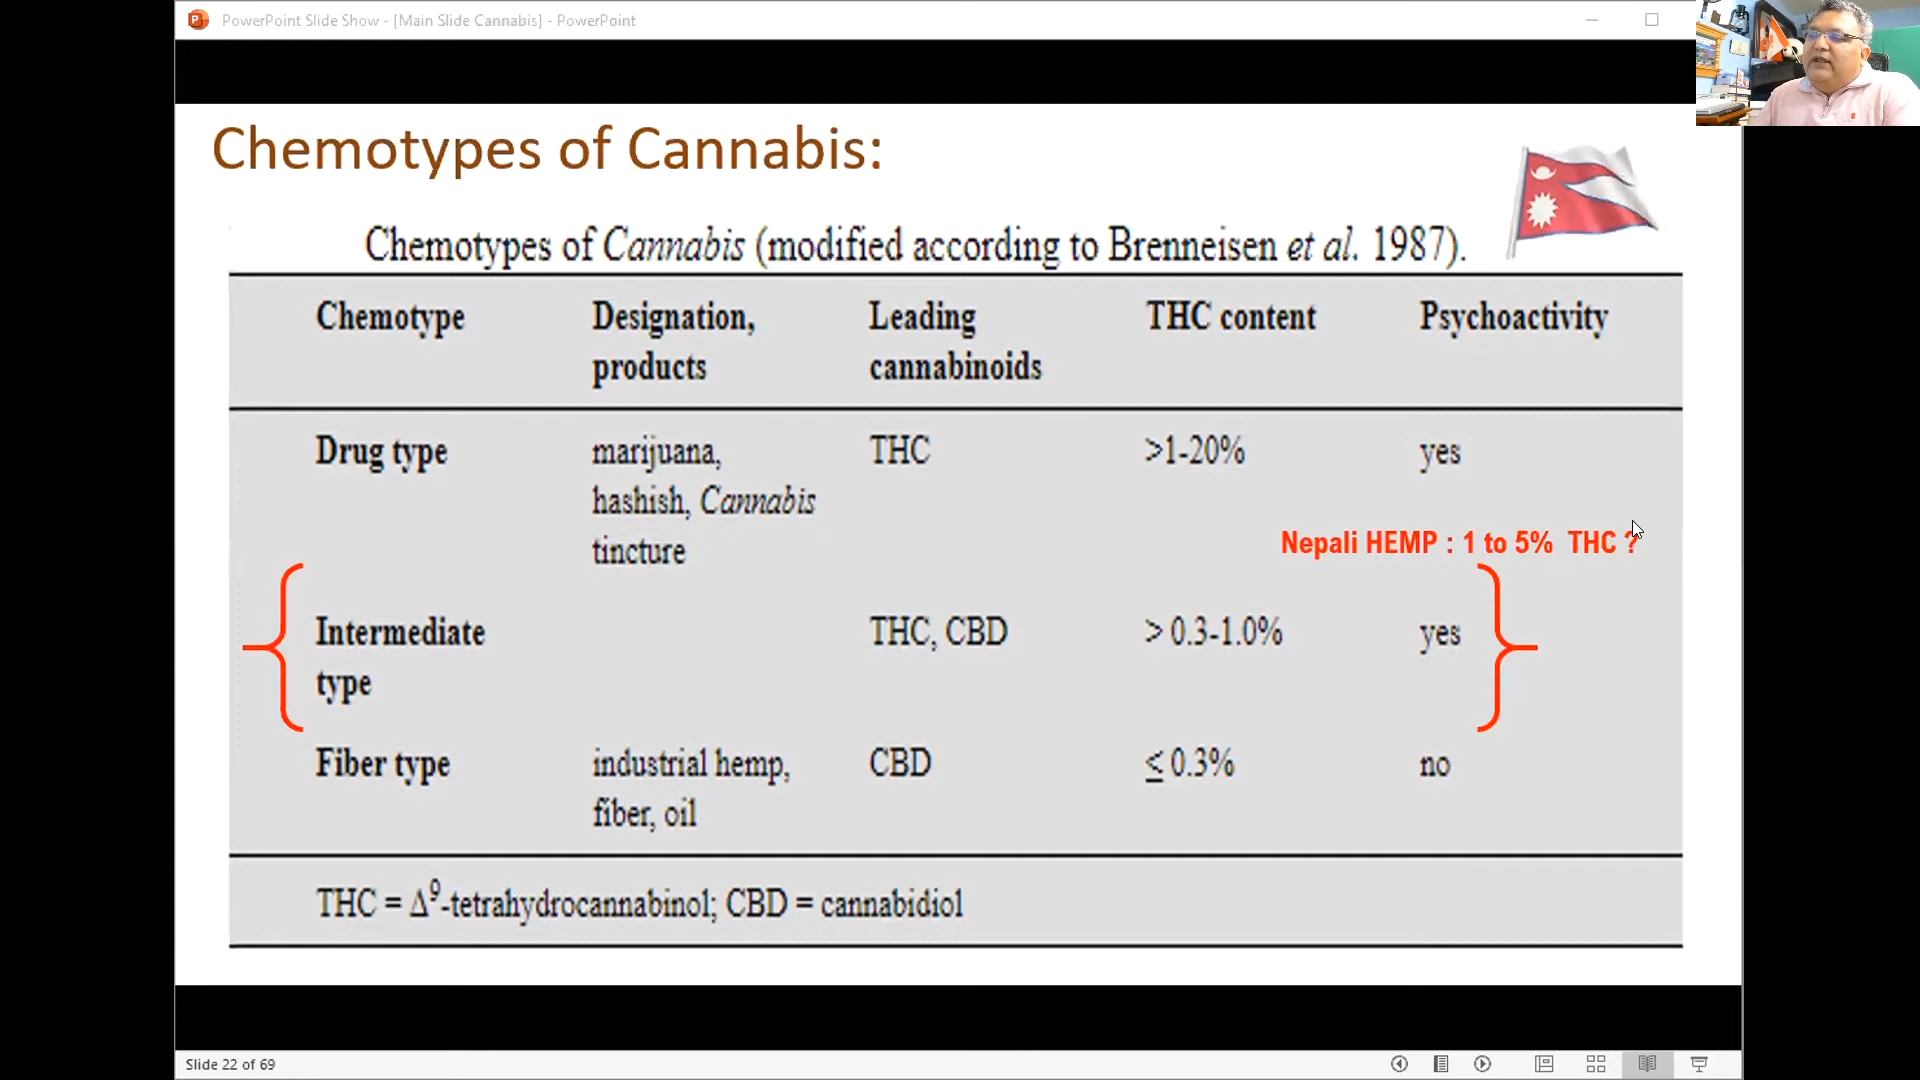 PowerPoint Slide Show - [Main Slide Cannabis] - PowerPoint
Chemotypes of Cannabis:
Chemotypes of Cannabis (modified according to Brenneisen et al. 1987).
Chemotype Designation, products Leading cannabinoids THC content Psychoactivity
Drug type marijuana, hashish, Cannabis tincture THC >1-20% yes
Nepali HEMP : 1 to 5% THC ?
Intermediate type THC, CBD > 0.3-1.0% yes
Fiber type industrial hemp, fiber, oil CBD ≤ 0.3% no
THC = Δ⁹-tetrahydrocannabinol; CBD = cannabidiol
Slide 22 of 69